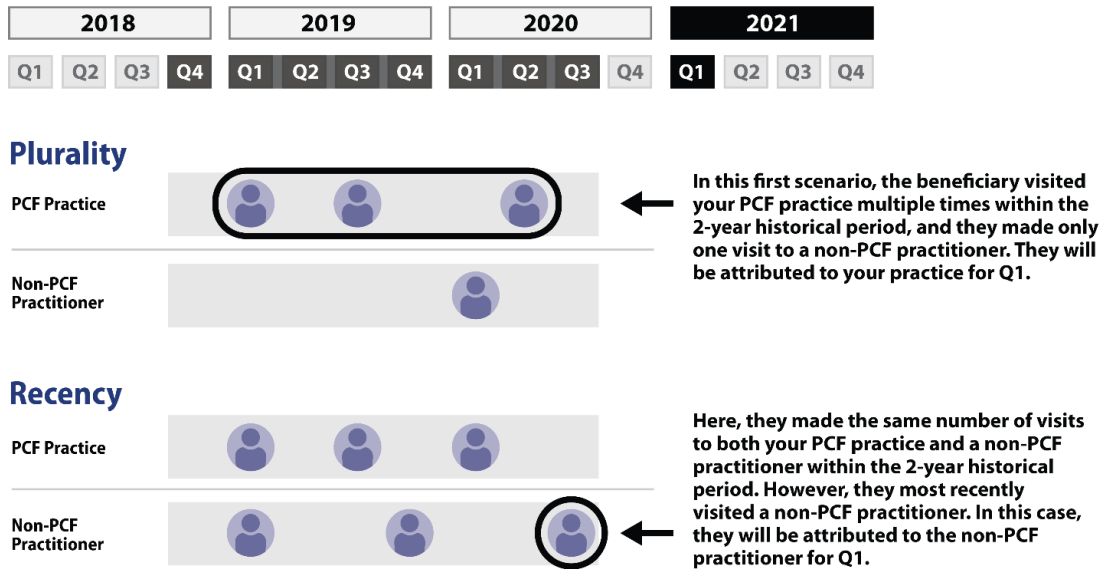 2018 2019 2020 2021
Q1 Q2 Q3 Q4 Q1 Q2 Q3 Q4 Q1 Q2 Q3 Q4 Q1 Q2 Q3 Q4
Plurality
PCF Practice
In this first scenario, the beneficiary visited
your PCF practice multiple times within the
2-year historical period, and they made only
one visit to a non-PCF practitioner. They will
be attributed to your practice for Q1.
Non-PCF
Practitioner
Recency
PCF Practice
Here, they made the same number of visits
to both your PCF practice and a non-PCF
practitioner within the 2-year historical
period. However, they most recently
visited a non-PCF practitioner. In this case,
they will be attributed to the non-PCF
practitioner for Q1.
Non-PCF
Practitioner